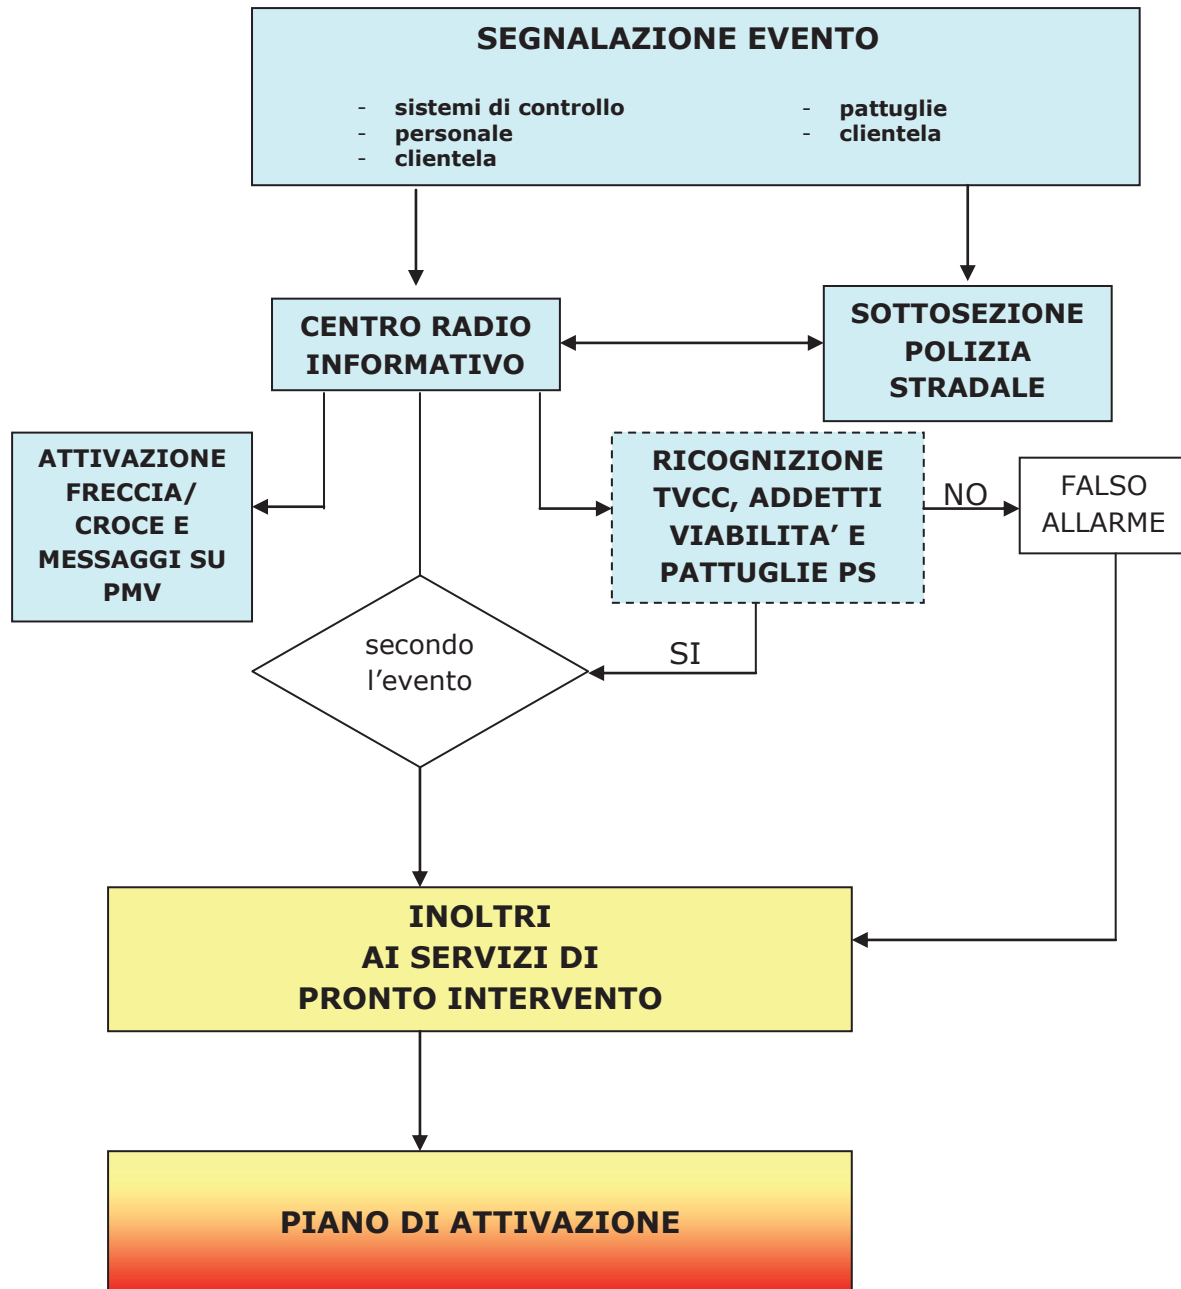 SEGNALAZIONE EVENTO
- sistemi di controllo
- personale
- clientela
- pattuglie
- clientela
CENTRO RADIO
INFORMATIVO
SOTTOSEZIONE
POLIZIA
STRADALE
ATTIVAZIONE
FRECCIA/
CROCE E
MESSAGGI SU
PMV
RICOGNIZIONE
TVCC, ADDETTI
VIABILITA’ E
PATTUGLIE PS
NO
FALSO
ALLARME
secondo
l’evento
SI
INOLTRI
AI SERVIZI DI
PRONTO INTERVENTO
PIANO DI ATTIVAZIONE